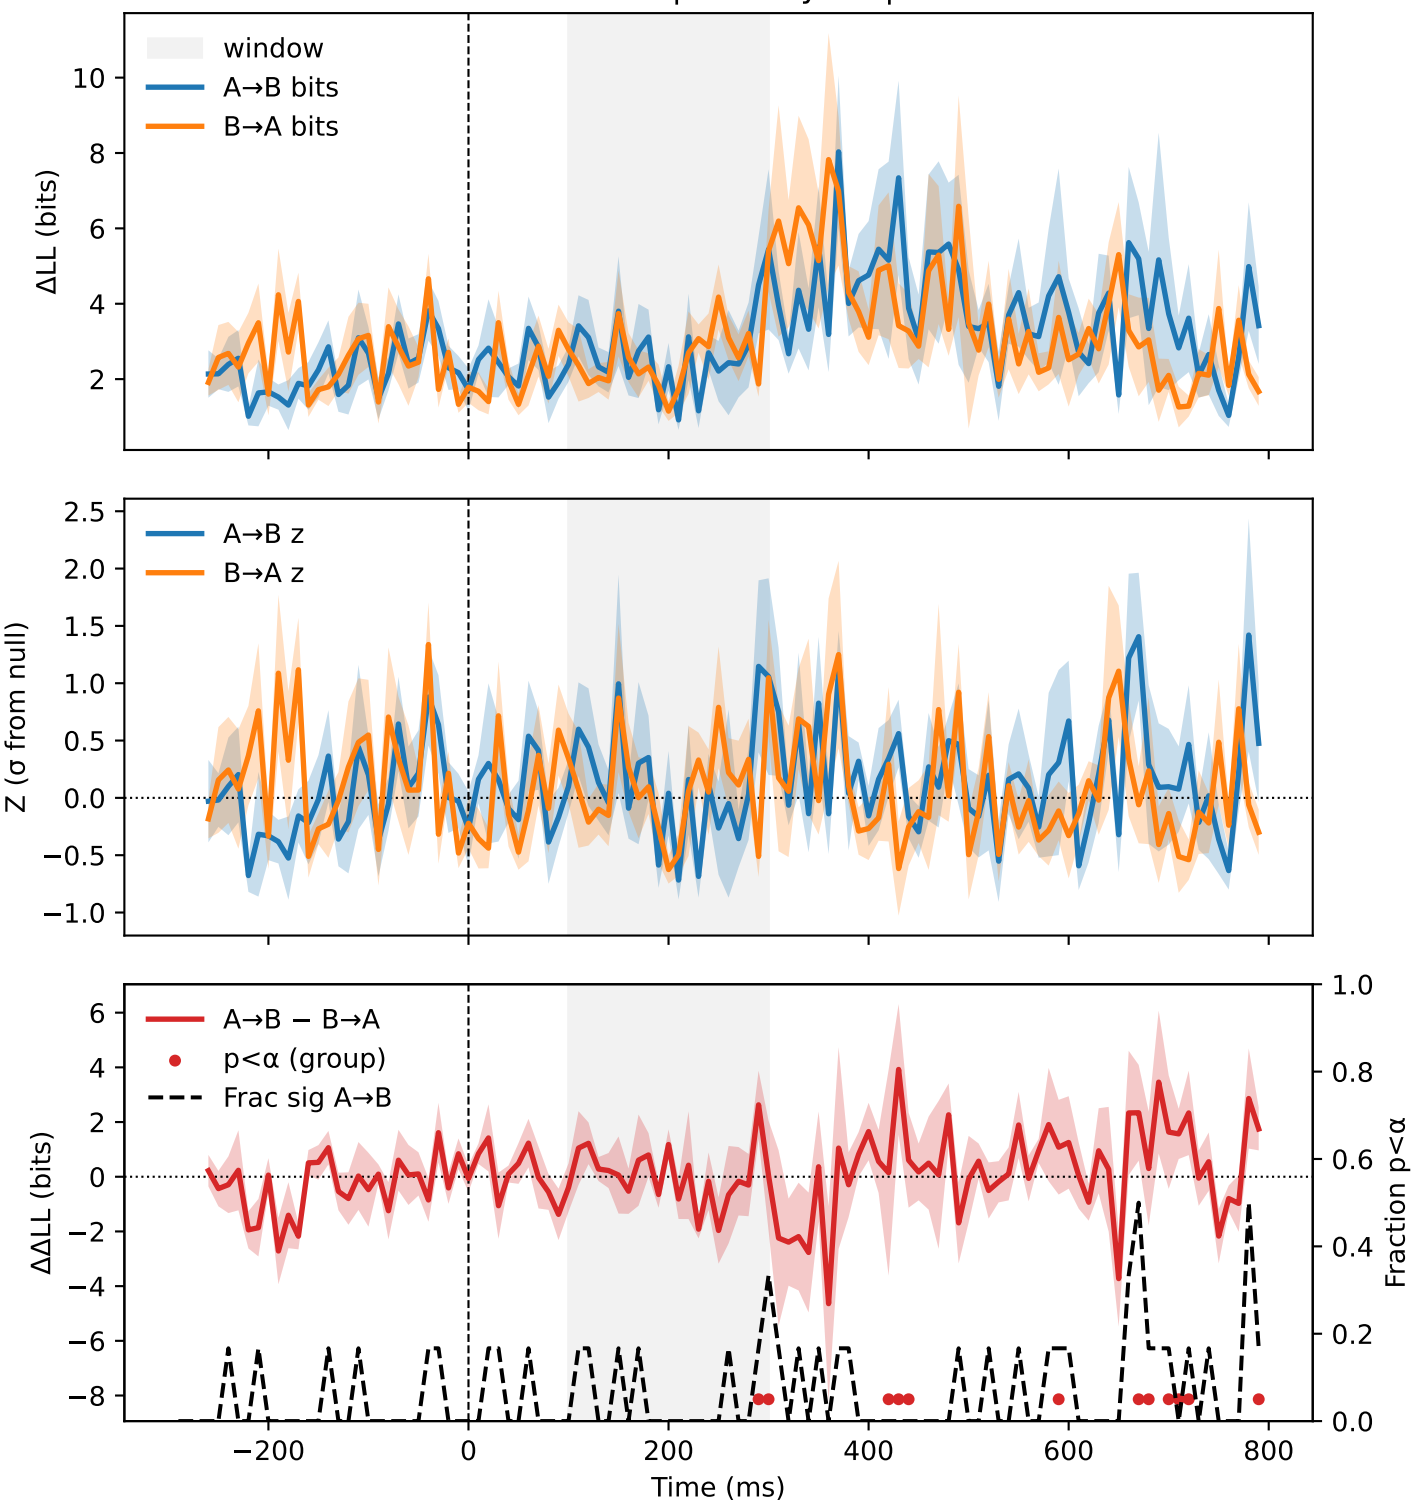 window
A→B bits
B→A bits
10
8
6
4
2
ΔLL (bits)
A→B z
B→A z
2.5
2.0
1.5
1.0
0.5
0.0
−0.5
−1.0
Z (σ from null)
A→B − B→A
p<α (group)
Frac sig A→B
6
4
2
0
−2
−4
−6
−8
ΔΔLL (bits)
1.0
0.8
0.6
0.4
0.2
0.0
Fraction p<α
−200
0
200
400
600
800
Time (ms)